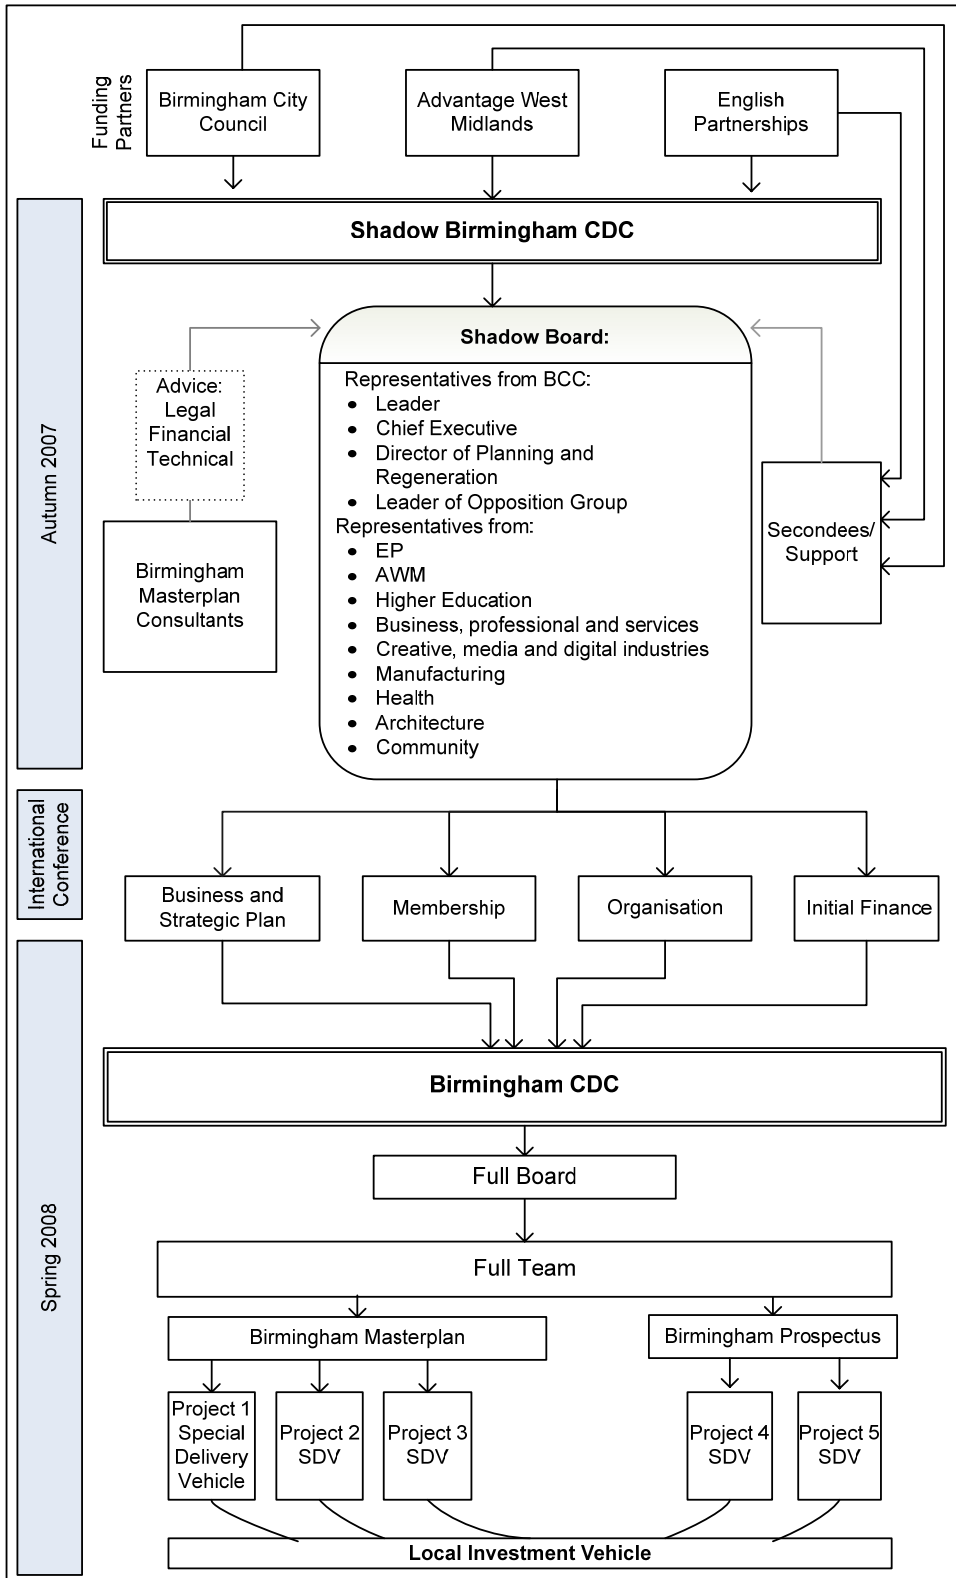 Funding
Partners
Birmingham City
Council
Advantage West
Midlands
English
Partnerships
Autumn 2007
Shadow Birmingham CDC
Advice:
Legal
Financial
Technical
Birmingham
Masterplan
Consultants
Shadow Board:
Representatives from BCC:
• Leader
• Chief Executive
• Director of Planning and
Regeneration
• Leader of Opposition Group
Representatives from:
• EP
• AWM
• Higher Education
• Business, professional and services
• Creative, media and digital industries
• Manufacturing
• Health
• Architecture
• Community
Secondees/
Support
International
Conference
Business and
Strategic Plan
Membership
Organisation
Initial Finance
Spring 2008
Birmingham CDC
Full Board
Full Team
Birmingham Masterplan
Birmingham Prospectus
Project 1
Special
Delivery
Vehicle
Project 2
SDV
Project 3
SDV
Project 4
SDV
Project 5
SDV
Local Investment Vehicle